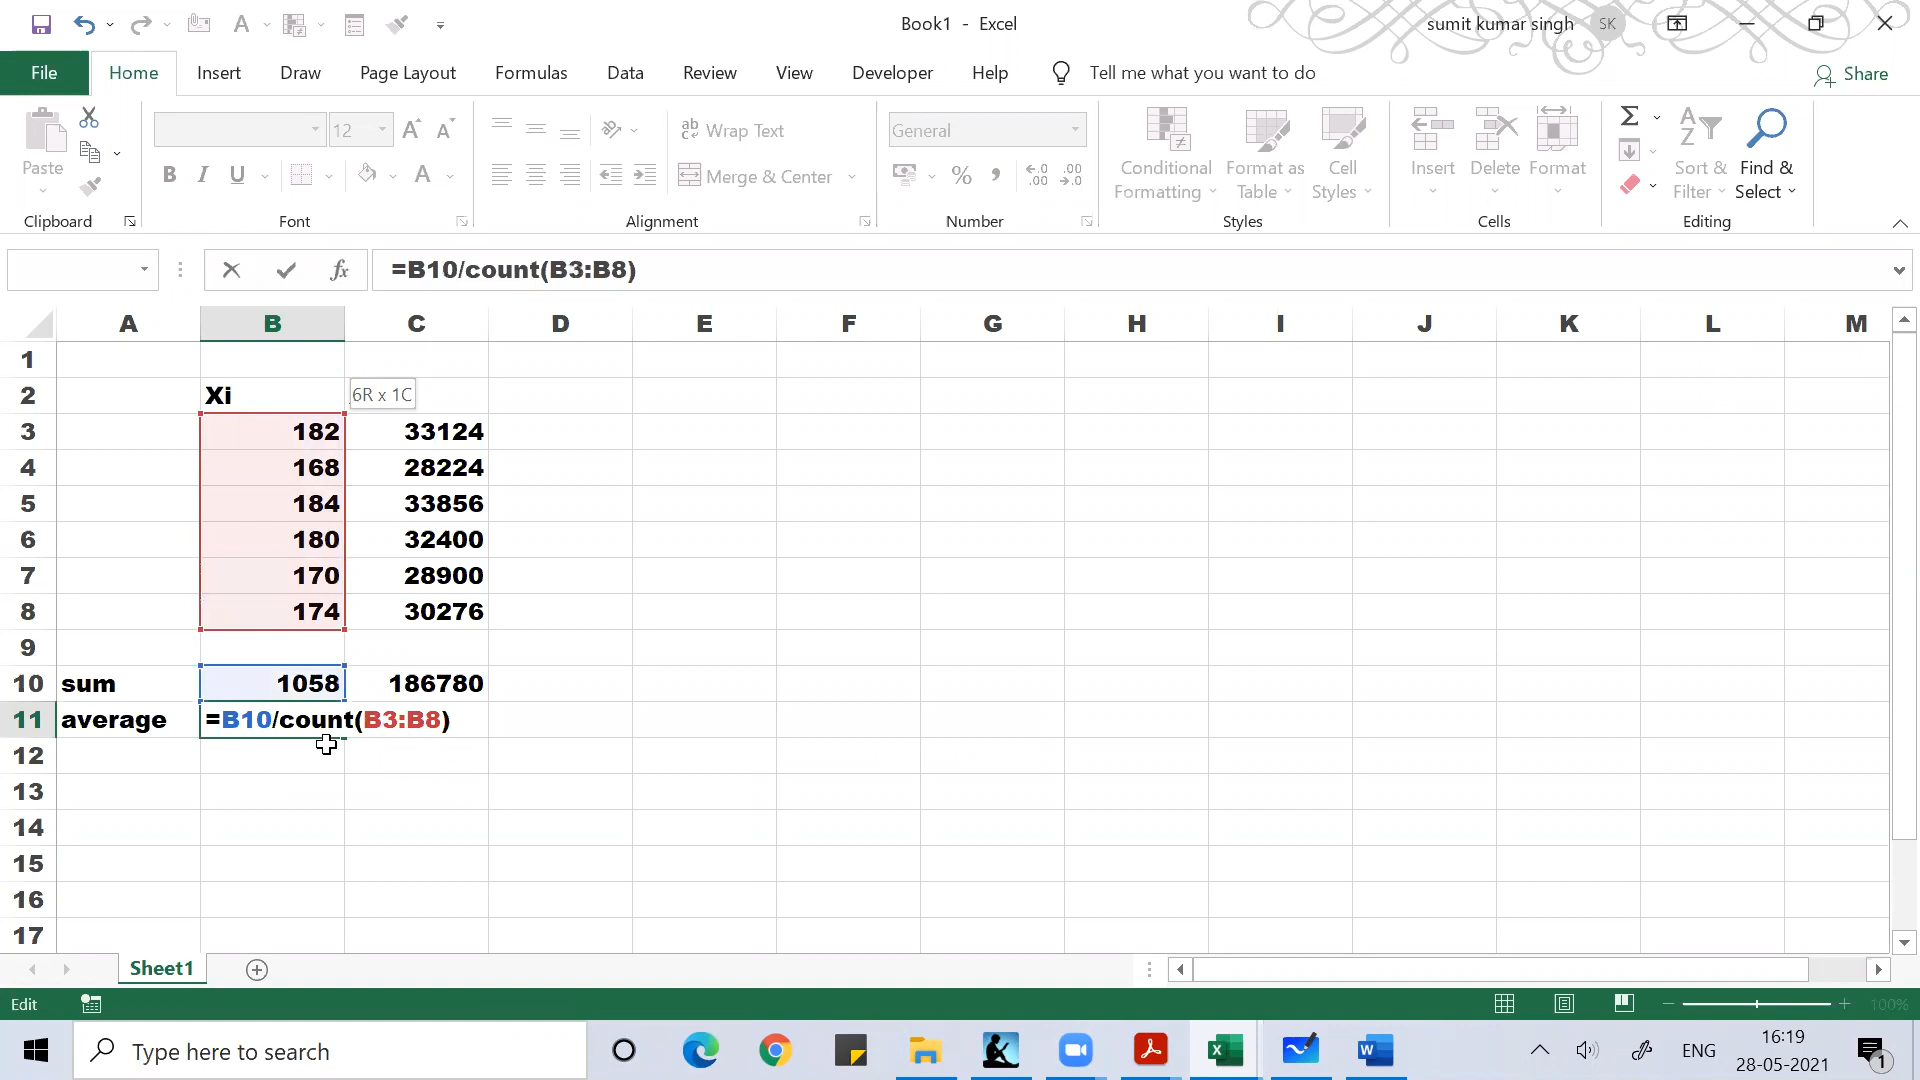 Book1 - Excel
sumit kumar singh SK
File Home Insert Draw Page Layout Formulas Data Review View Developer Help Tell me what you want to do Share
Paste
Clipboard
12
B I U
Font
Wrap Text
Merge & Center
Alignment
General
Number
Conditional Formatting
Format as Table
Cell Styles
Styles
Insert Delete Format
Cells
Sort & Filter
Find & Select
Editing
=B10/count(B3:B8)
A B C D E F G H I J K L M
1
2 Xi 6R x 1C
3 182 33124
4 168 28224
5 184 33856
6 180 32400
7 170 28900
8 174 30276
9
10 sum 1058 186780
11 average =B10/count(B3:B8)
12
13
14
15
16
17
Sheet1
Edit 100%
Type here to search
ENG
16:19
28-05-2021
1